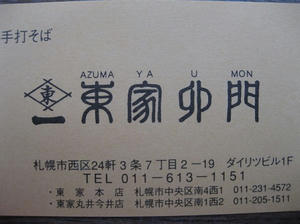 手打そば
AZUMA YA U MON
東一 東家卯門
札幌市西区24軒3条7丁目2-19 ダイリツビル1F
TEL 011-613-1151
・東家本店 札幌市中央区南4西1 011-231-4572
・東家丸井今井店 札幌市中央区南1西2 011-205-1511